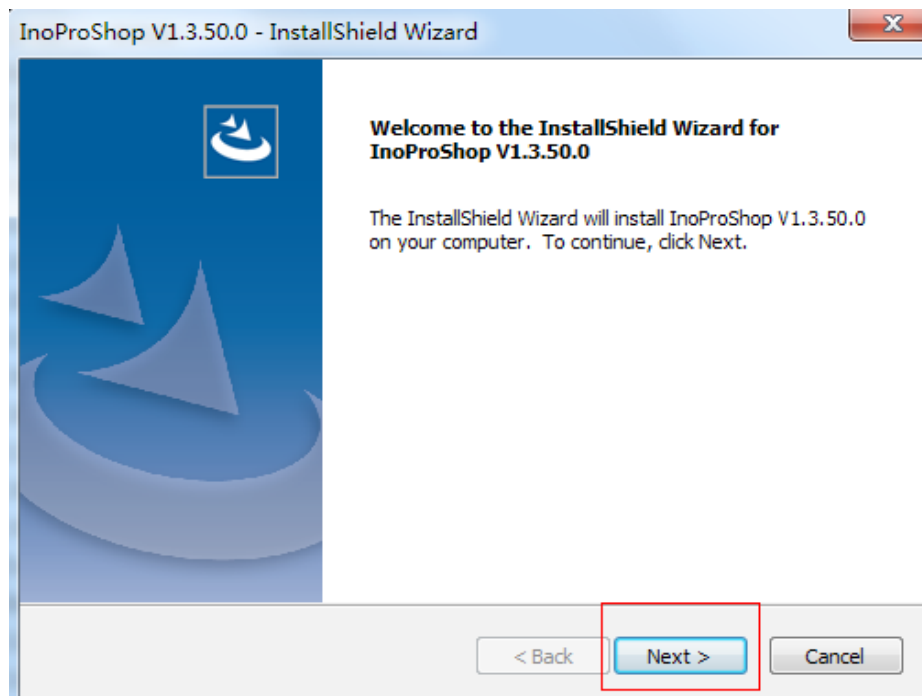 InoProShop V1.3.50.0 - InstallShield Wizard
Welcome to the InstallShield Wizard for
InoProShop V1.3.50.0
The InstallShield Wizard will install InoProShop V1.3.50.0
on your computer. To continue, click Next.
< Back Next > Cancel